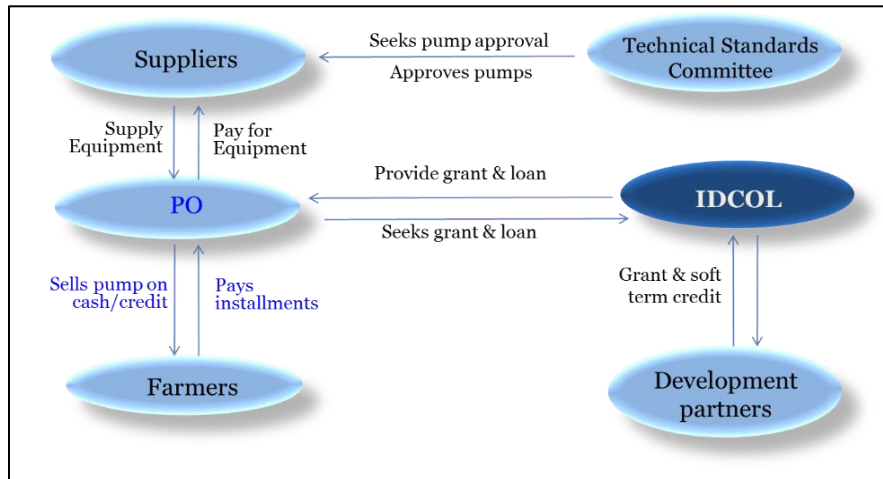 Suppliers
Seeks pump approval
Approves pumps
Technical Standards
Committee
Supply
Equipment
Pay for
Equipment
Provide grant & loan
PO
IDCOL
Seeks grant & loan
Sells pump on
cash/credit
Pays
installments
Grant & soft
term credit
Farmers
Development
partners